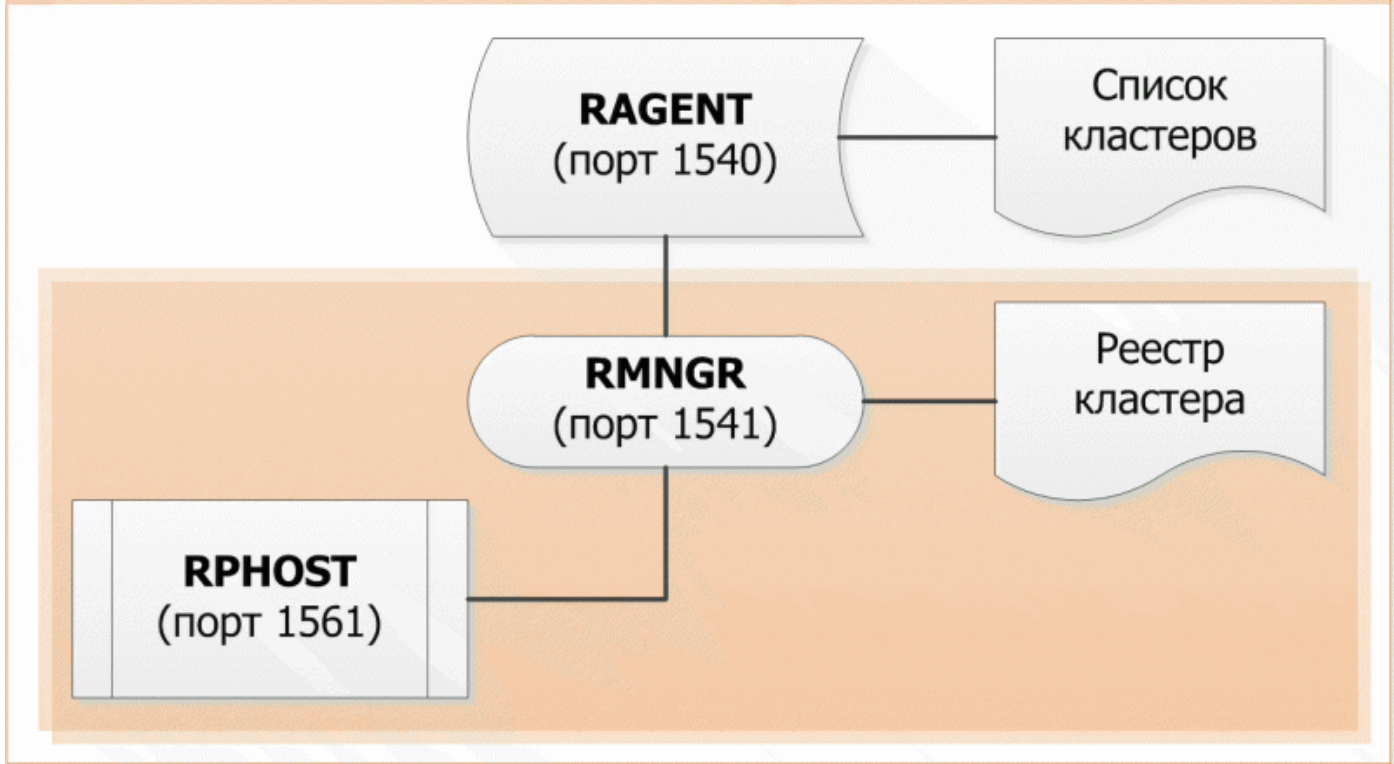 RAGENT
(порт 1540)
Список
кластеров
RMNGR
(порт 1541)
Реестр
кластера
RPHOST
(порт 1561)